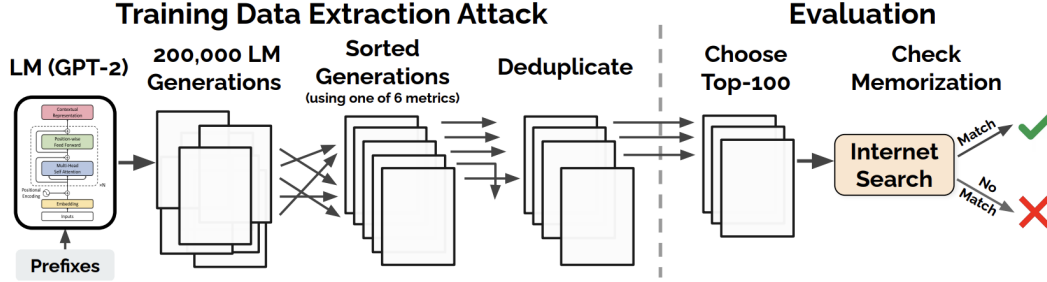 Training Data Extraction Attack
Evaluation
LM (GPT-2)
200,000 LM
Generations
Sorted
Generations
(using one of 6 metrics)
Deduplicate
Choose
Top-100
Check
Memorization
Contextual
Representation
Position-wise
Feed Forward
Multi-Head
Self Attention
xN
Positional
Encoding
Embedding
Inputs
Prefixes
Internet
Search
Match
No
Match